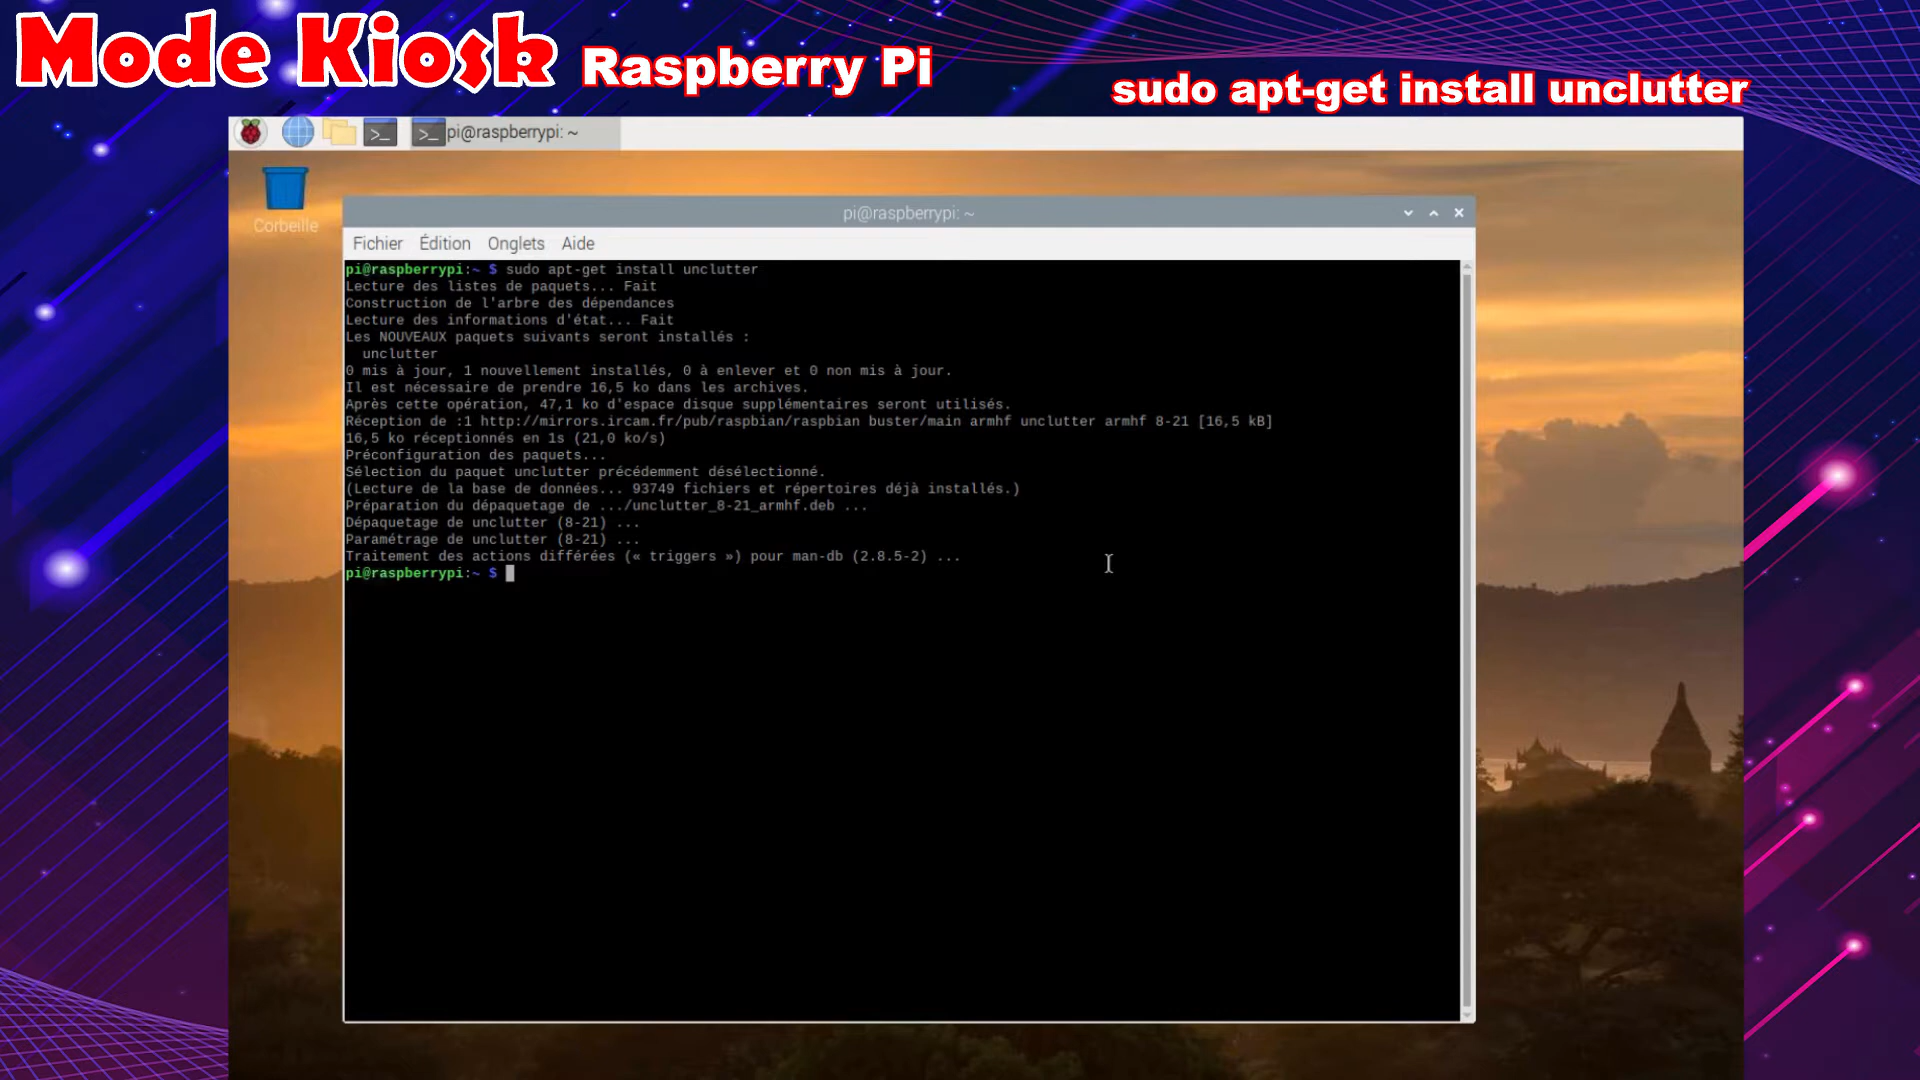 Mode Kiosk Raspberry Pi
sudo apt-get install unclutter
pi@raspberrypi: ~
Corbeille
pi@raspberrypi: ~
Fichier Édition Onglets Aide
pi@raspberrypi:~ $ sudo apt-get install unclutter
Lecture des listes de paquets... Fait
Construction de l'arbre des dépendances
Lecture des informations d'état... Fait
Les NOUVEAUX paquets suivants seront installés :
  unclutter
0 mis à jour, 1 nouvellement installés, 0 à enlever et 0 non mis à jour.
Il est nécessaire de prendre 16,5 ko dans les archives.
Après cette opération, 47,1 ko d'espace disque supplémentaires seront utilisés.
Réception de :1 http://mirrors.ircam.fr/pub/raspbian/raspbian buster/main armhf unclutter armhf 8-21 [16,5 kB]
16,5 ko réceptionnés en 1s (21,0 ko/s)
Préconfiguration des paquets...
Sélection du paquet unclutter précédemment désélectionné.
(Lecture de la base de données... 93749 fichiers et répertoires déjà installés.)
Préparation du dépaquetage de .../unclutter_8-21_armhf.deb ...
Dépaquetage de unclutter (8-21) ...
Paramétrage de unclutter (8-21) ...
Traitement des actions différées (« triggers ») pour man-db (2.8.5-2) ...
pi@raspberrypi:~ $